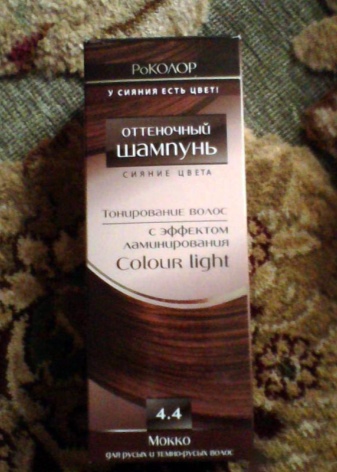 РоКОЛОР
У СИЯНИЯ ЕСТЬ ЦВЕТ!
ОТТЕНОЧНЫЙ
ШАМПУНЬ
СИЯНИЕ ЦВЕТА
Тонирование волос
с эффектом
ламинирования
Colour light
4.4
Мокко
для русых и темно-русых волос